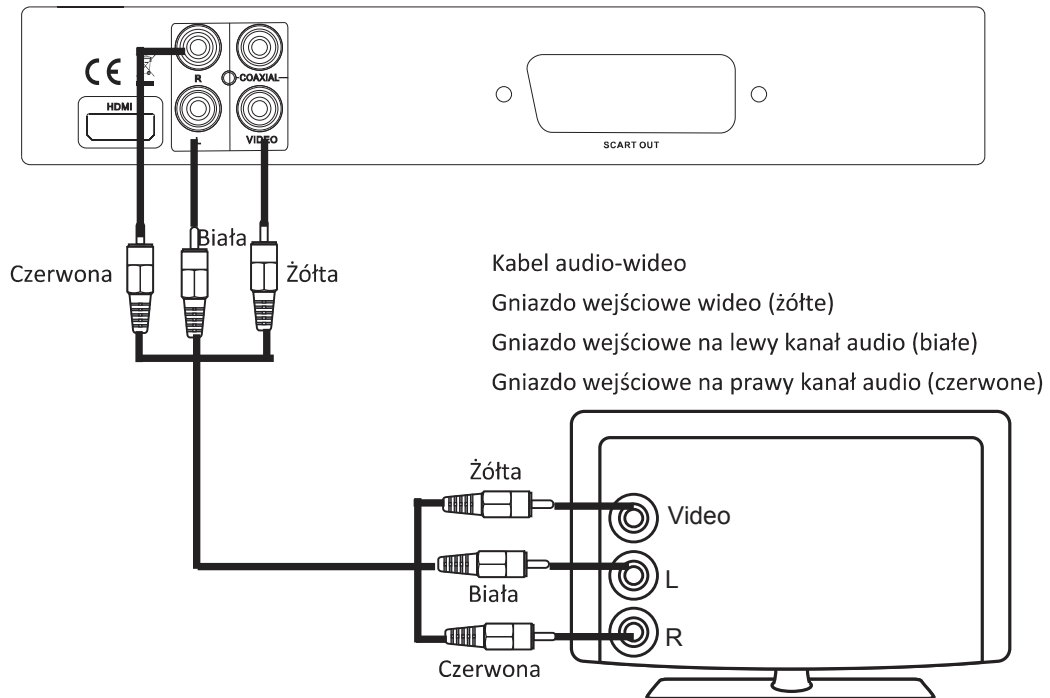 CE
R
COAXIAL
HDMI
L
VIDEO
SCART OUT
Biała
Czerwona
Żółta
Kabel audio-wideo
Gniazdo wejściowe wideo (żółte)
Gniazdo wejściowe na lewy kanał audio (białe)
Gniazdo wejściowe na prawy kanał audio (czerwone)
Żółta
Video
L
Biała
R
Czerwona